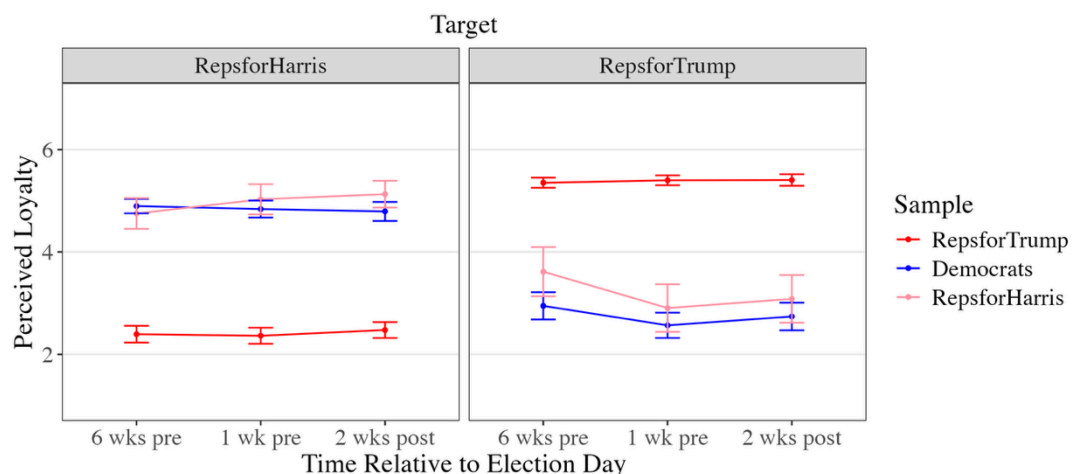 Target
RepsforHarris
RepsforTrump
Perceived Loyalty
6
4
2
6 wks pre
1 wk pre
2 wks post
6 wks pre
1 wk pre
2 wks post
Time Relative to Election Day
Sample
RepsforTrump
Democrats
RepsforHarris